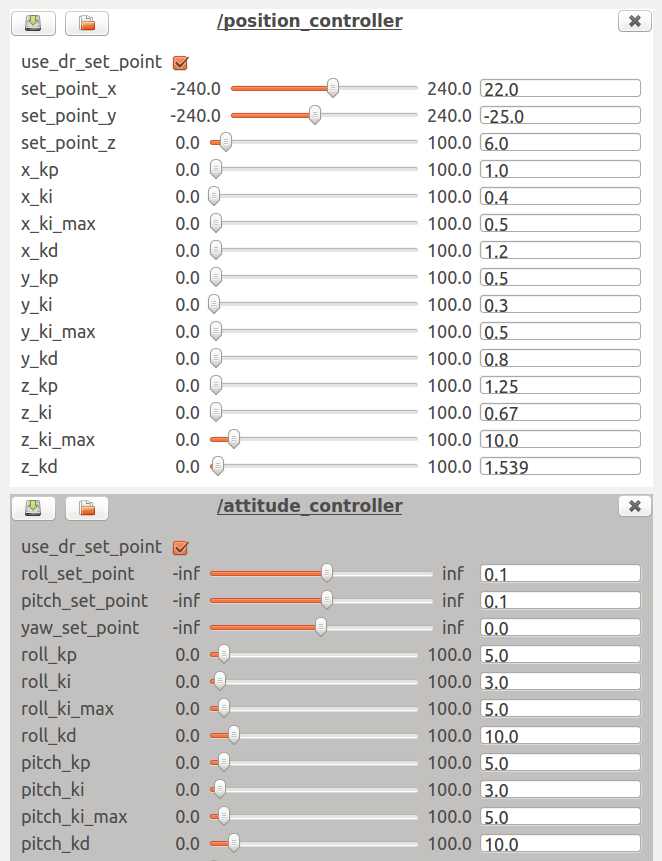 /position_controller
use_dr_set_point
set_point_x -240.0 240.0 22.0
set_point_y -240.0 240.0 -25.0
set_point_z 0.0 100.0 6.0
x_kp 0.0 100.0 1.0
x_ki 0.0 100.0 0.4
x_ki_max 0.0 100.0 0.5
x_kd 0.0 100.0 1.2
y_kp 0.0 100.0 0.5
y_ki 0.0 100.0 0.3
y_ki_max 0.0 100.0 0.5
y_kd 0.0 100.0 0.8
z_kp 0.0 100.0 1.25
z_ki 0.0 100.0 0.67
z_ki_max 0.0 100.0 10.0
z_kd 0.0 100.0 1.539
/attitude_controller
use_dr_set_point
roll_set_point -inf inf 0.1
pitch_set_point -inf inf 0.1
yaw_set_point -inf inf 0.0
roll_kp 0.0 100.0 5.0
roll_ki 0.0 100.0 3.0
roll_ki_max 0.0 100.0 5.0
roll_kd 0.0 100.0 10.0
pitch_kp 0.0 100.0 5.0
pitch_ki 0.0 100.0 3.0
pitch_ki_max 0.0 100.0 5.0
pitch_kd 0.0 100.0 10.0